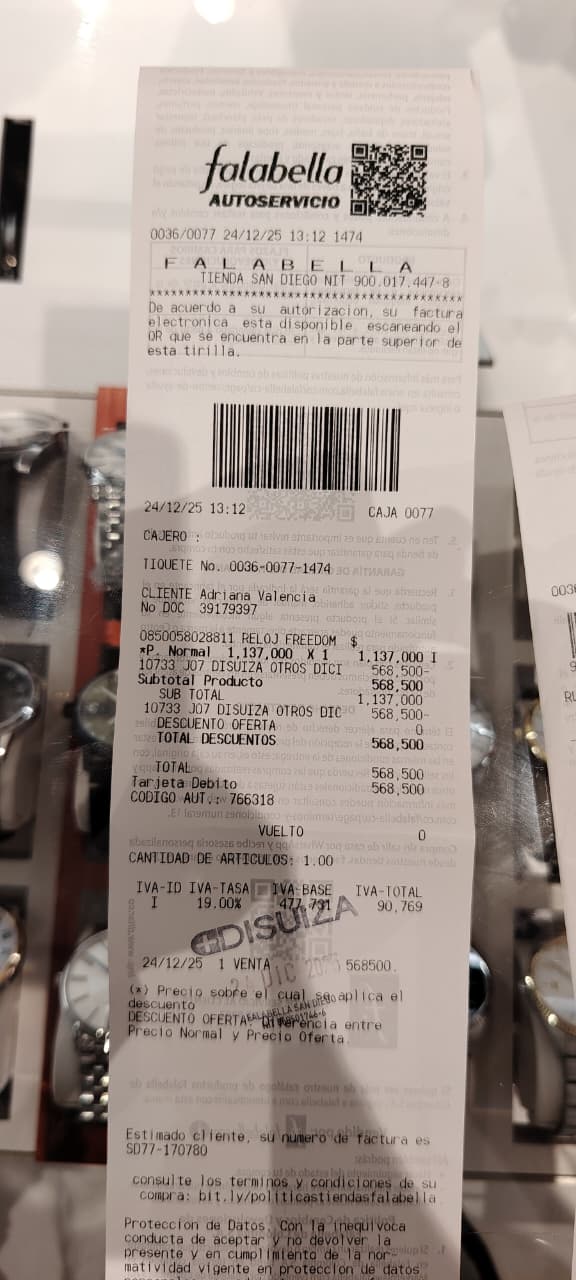 falabella
AUTOSERVICIO
0036/0077 24/12/25 13:12 1474
F A L A B E L L A
TIENDA SAN DIEGO NIT 900.017.447-8
****************************************
De acuerdo a su autorizacion, su factura
electronica esta disponible escaneando el
QR que se encuentra en la parte superior de
esta tirilla.
24/12/25 13:12 CAJA 0077
CAJERO :
TIQUETE No. 0036-0077-1474
CLIENTE Adriana Valencia
No DOC 39179397
0850058028811 RELOJ FREEDOM $
*P. Normal 1,137,000 X 1 1,137,000 I
10733 J07 DISUIZA OTROS DICI 568,500-
Subtotal Producto 568,500
SUB TOTAL 1,137,000
10733 J07 DISUIZA OTROS DIC 568,500-
DESCUENTO OFERTA 0
TOTAL DESCUENTOS 568,500
TOTAL 568,500
Tarjeta Debito 568,500
CODIGO AUT.: 766318
VUELTO 0
CANTIDAD DE ARTICULOS: 1.00
IVA-ID IVA-TASA IVA-BASE IVA-TOTAL
I 19.00% 477,731 90,769
DISUIZA
24/12/25 1 VENTA 568500.
DIC
(*) Precio sobre el cual se aplica el
descuento
FALABELLA SAN DIEGO
DESCUENTO OFERTA: Diferencia entre
Precio Normal y Precio Oferta.
Estimado cliente, su numero de factura es
SD77-170780
consulte los terminos y condiciones de su
compra: bit.ly/politicastiendasfalabella
Proteccion de Datos. Con la inequivoca
conducta de aceptar y no devolver la
presente y en cumplimiento de la nor-
matividad vigente en proteccion de datos
003